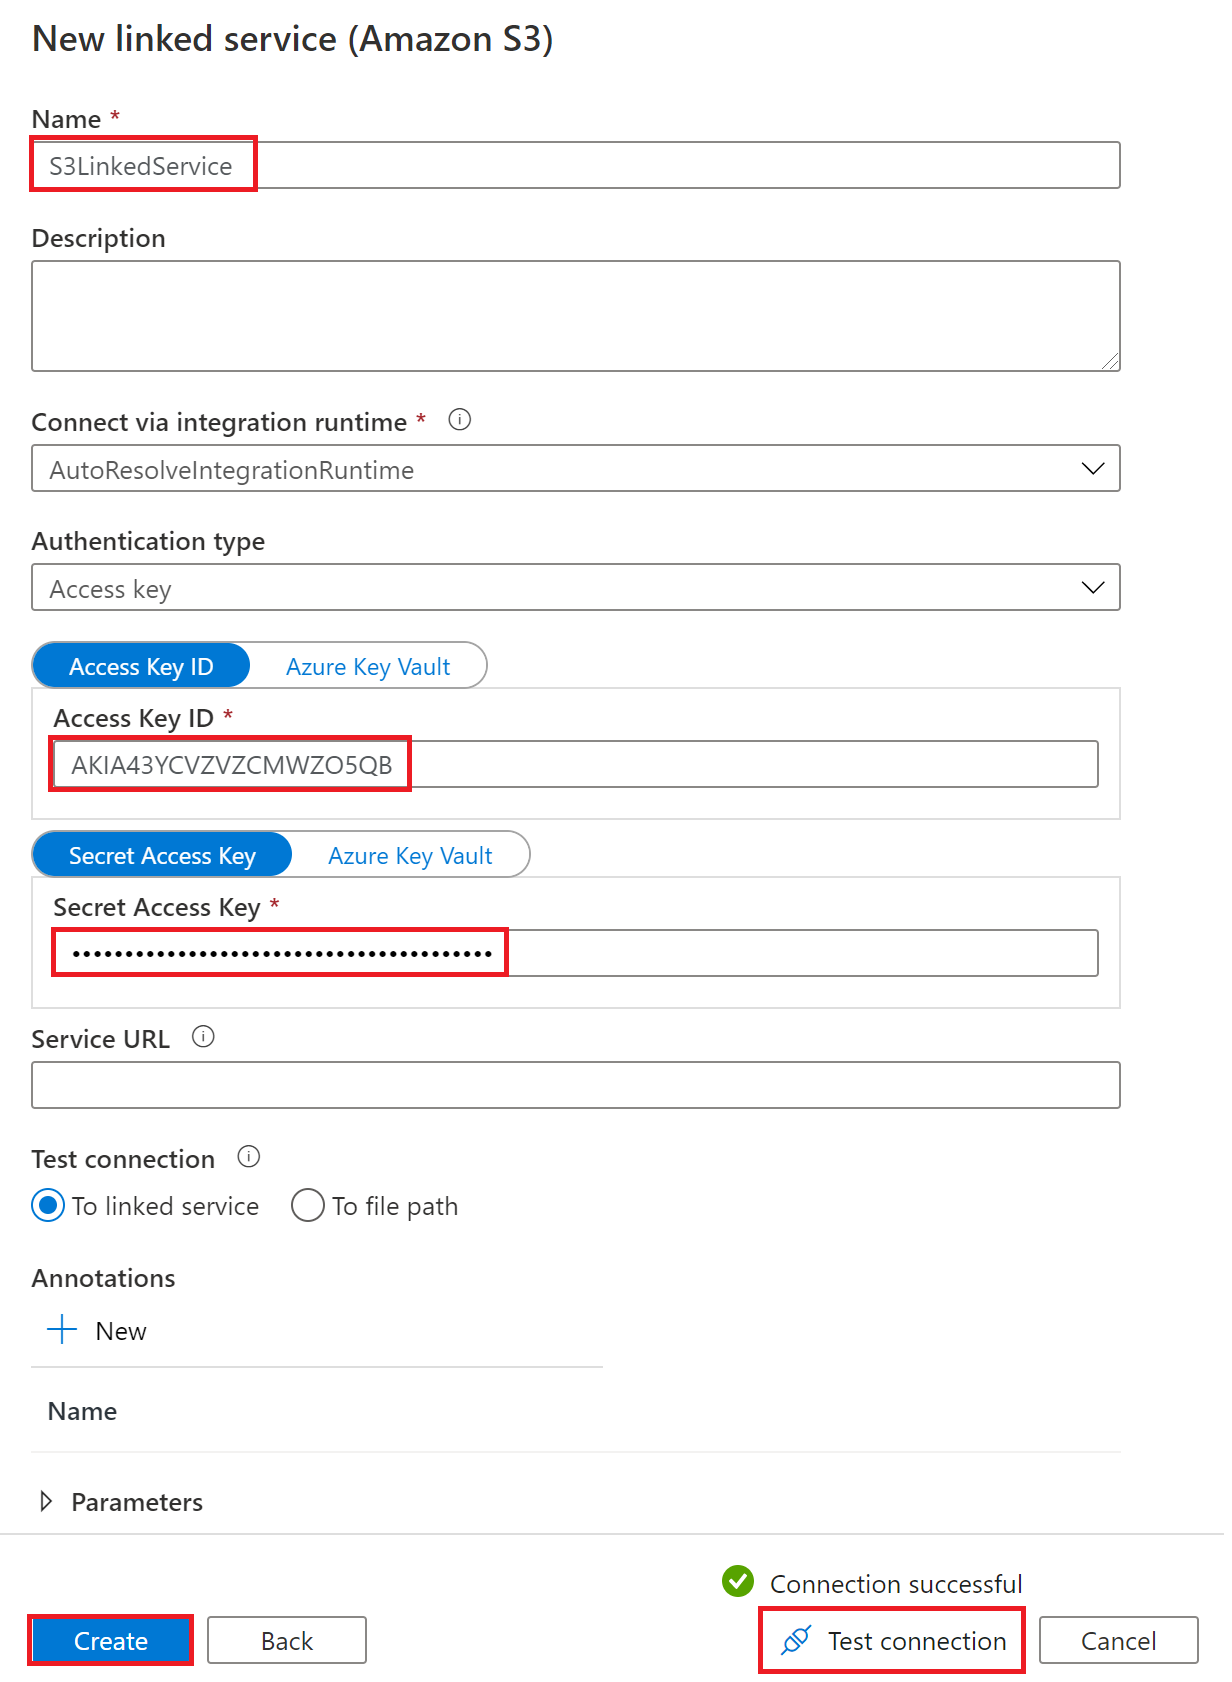 New linked service (Amazon S3)
Name *
S3LinkedService
Description
Connect via integration runtime *
AutoResolveIntegrationRuntime
Authentication type
Access key
Access Key ID Azure Key Vault
Access Key ID *
AKIA43YCVZVZCMWZO5QB
Secret Access Key Azure Key Vault
Secret Access Key *
••••••••••••••••••••••••••••••••••••••••
Service URL
Test connection
To linked service To file path
Annotations
New
Name
Parameters
Connection successful
Create Back Test connection Cancel